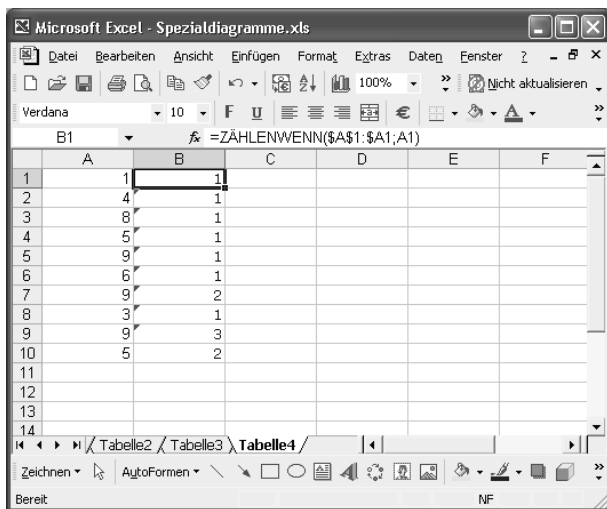 Microsoft Excel - Spezialdiagramme.xls
Datei Bearbeiten Ansicht Einfügen Format Extras Daten Fenster ?
100% Nicht aktualisieren
Verdana 10 F U €  A
B1 fx =ZÄHLENWENN($A$1:$A1;A1)
A B C D E F
1 1 1
2 4 1
3 8 1
4 5 1
5 9 1
6 6 1
7 9 2
8 3 1
9 9 3
10 5 2
11
12
13
14
Tabelle2 Tabelle3 Tabelle4
Zeichnen AutoFormen
Bereit NF